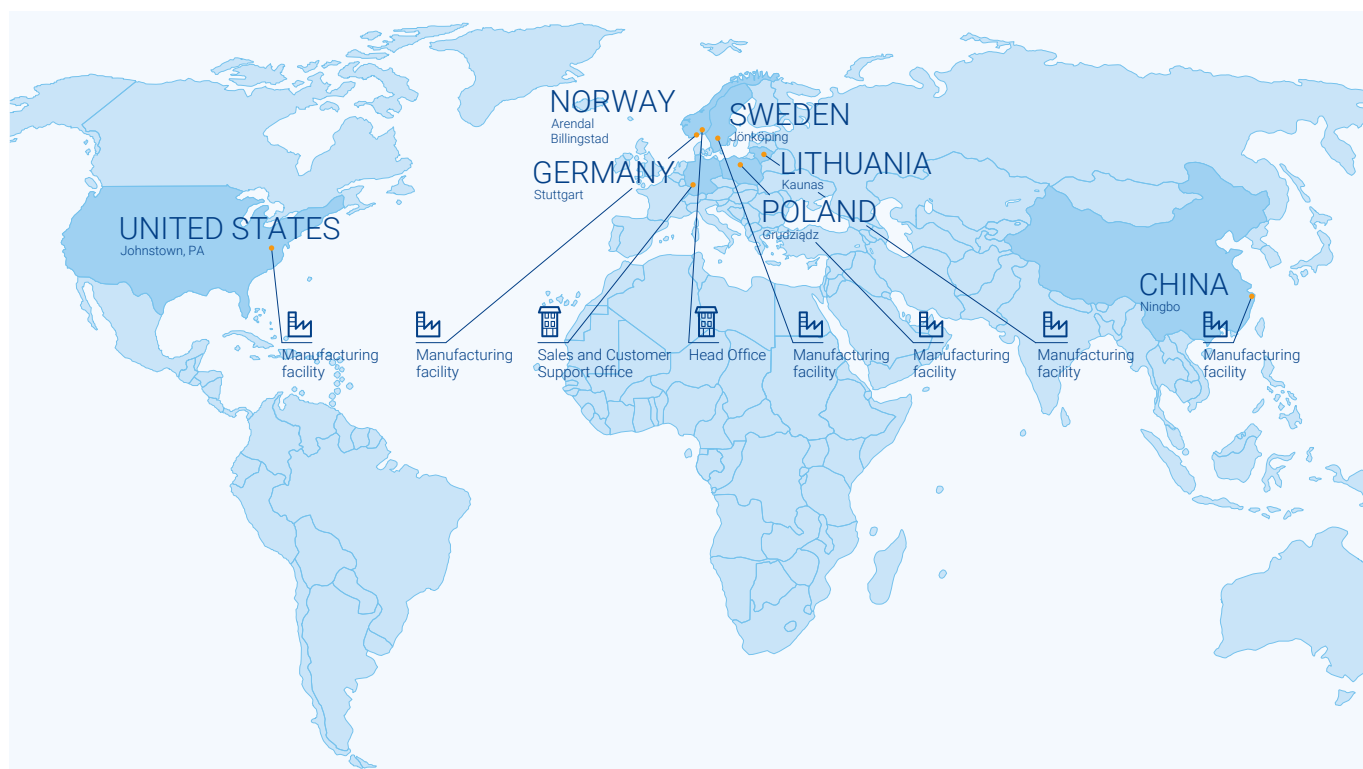 NORWAY
Arendal
Billingstad
SWEDEN
Jönköping
GERMANY
Stuttgart
LITHUANIA
Kaunas
POLAND
Grudziądz
UNITED STATES
Johnstown, PA
CHINA
Ningbo
Manufacturing
facility
Manufacturing
facility
Sales and Customer
Support Office
Head Office
Manufacturing
facility
Manufacturing
facility
Manufacturing
facility
Manufacturing
facility